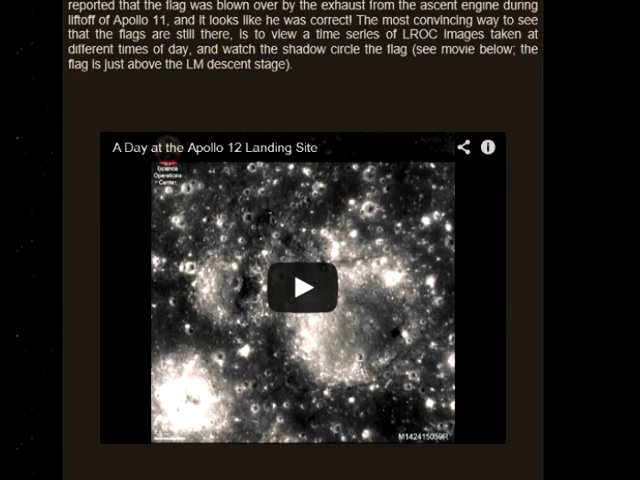 reported that the flag was blown over by the exhaust from the ascent engine during
liftoff of Apollo 11, and it looks like he was correct! The most convincing way to see
that the flags are still there, is to view a time series of LROC images taken at
different times of day, and watch the shadow circle the flag (see movie below; the
flag is just above the LM descent stage).
A Day at the Apollo 12 Landing Site
Science
Operations
Center
M142415059R